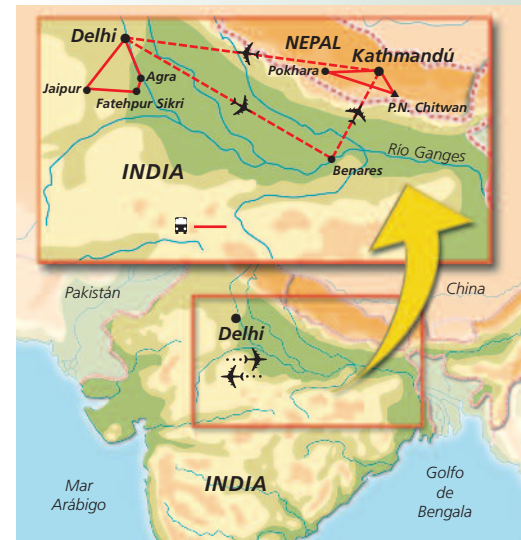 Delhi
NEPAL
Kathmandú
Pokhara
Jaipur
Agra
Fatehpur Sikri
P.N. Chitwan
Río Ganges
INDIA
Benares
Pakistán
China
Delhi
INDIA
Mar
Arábigo
Golfo
de
Bengala